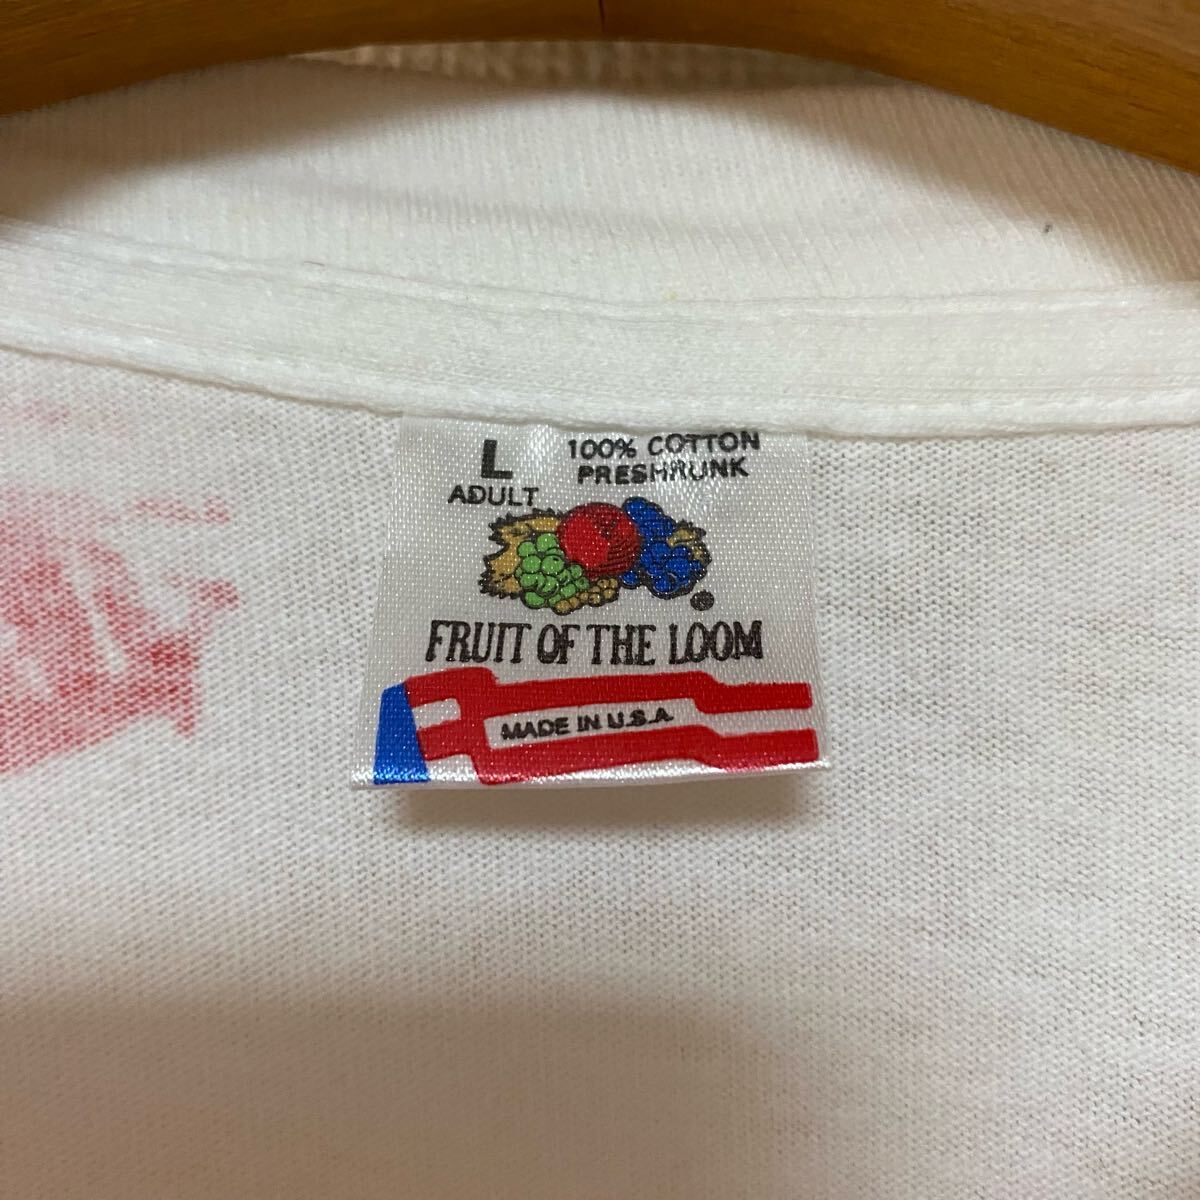 L
ADULT
100% COTTON
PRESHRUNK
FRUIT OF THE LOOM
MADE IN U.S.A.